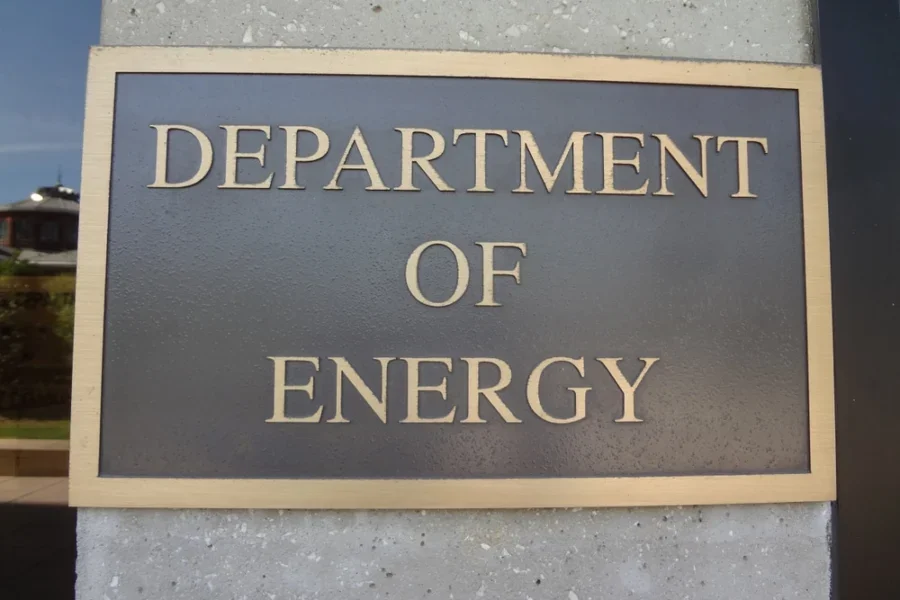 DEPARTMENT
OF
ENERGY